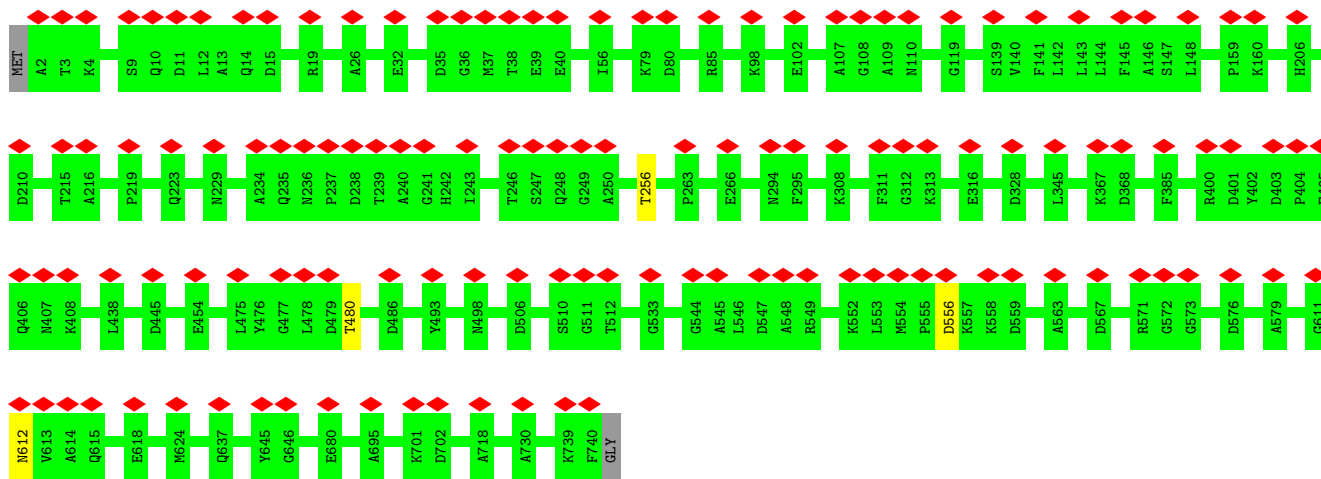 MET A2 T3 K4 S9 Q10 D11 L12 A13 Q14 D15 R19 A26 E32 D35 G36 M37 T38 E39 E40 I56 K79 D80 R85 K98 E102 A107 G108 A109 N110 G119 S139 V140 F141 L142 L143 L144 F145 A146 S147 L148 P159 K160 H206
D210 T215 A216 P219 Q223 N229 A234 Q235 N236 P237 D238 T239 A240 G241 H242 I243 T246 S247 Q248 G249 A250 T256 P263 E266 N294 F295 K308 F311 G312 K313 E316 D328 L345 K367 D368 F385 R400 D401 Y402 D403 P404
Q406 N407 K408 L438 D445 E454 L475 Y476 G477 L478 D479 T480 D486 Y493 N498 D506 S510 G511 T512 G533 G544 A545 L546 D547 A548 R549 K552 L553 M554 P555 D556 K557 K558 D559 A563 D567 R571 G572 G573 D576 A579 G611
N612 V613 A614 Q615 E618 M624 Q637 Y645 G646 E680 A695 K701 D702 A718 A730 K739 F740 GLY